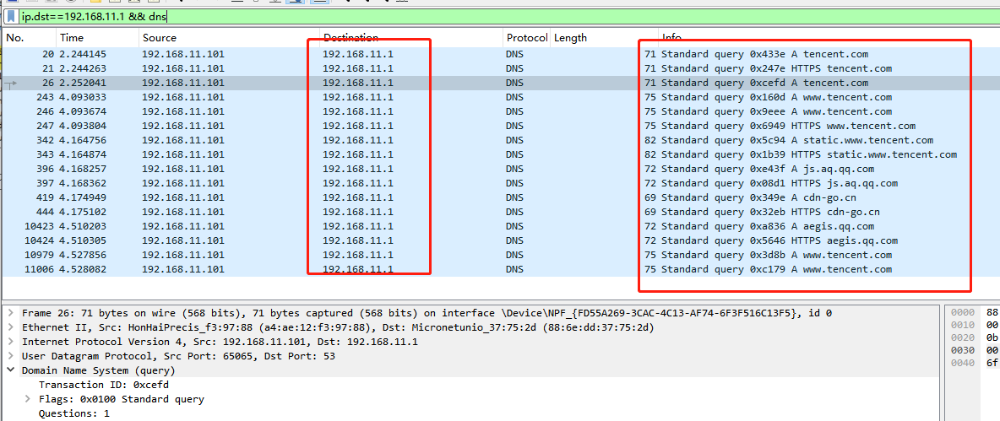 ip.dst==192.168.11.1 && dns
No. Time Source Destination Protocol Length Info
20 2.244145 192.168.11.101 192.168.11.1 DNS 71 Standard query 0x433e A tencent.com
21 2.244263 192.168.11.101 192.168.11.1 DNS 71 Standard query 0x247e HTTPS tencent.com
26 2.252041 192.168.11.101 192.168.11.1 DNS 71 Standard query 0xcefd A tencent.com
243 4.093033 192.168.11.101 192.168.11.1 DNS 75 Standard query 0x160d A www.tencent.com
246 4.093674 192.168.11.101 192.168.11.1 DNS 75 Standard query 0x9eee A www.tencent.com
247 4.093804 192.168.11.101 192.168.11.1 DNS 75 Standard query 0x6949 HTTPS www.tencent.com
342 4.164756 192.168.11.101 192.168.11.1 DNS 82 Standard query 0x5c94 A static.www.tencent.com
343 4.164874 192.168.11.101 192.168.11.1 DNS 82 Standard query 0x1b39 HTTPS static.www.tencent.com
396 4.168257 192.168.11.101 192.168.11.1 DNS 72 Standard query 0xe43f A js.aq.qq.com
397 4.168362 192.168.11.101 192.168.11.1 DNS 72 Standard query 0x08d1 HTTPS js.aq.qq.com
419 4.174949 192.168.11.101 192.168.11.1 DNS 69 Standard query 0x349e A cdn-go.cn
444 4.175102 192.168.11.101 192.168.11.1 DNS 69 Standard query 0x32eb HTTPS cdn-go.cn
10423 4.510203 192.168.11.101 192.168.11.1 DNS 72 Standard query 0xa836 A aegis.qq.com
10424 4.510305 192.168.11.101 192.168.11.1 DNS 72 Standard query 0x5646 HTTPS aegis.qq.com
10979 4.527856 192.168.11.101 192.168.11.1 DNS 75 Standard query 0x3d8b A www.tencent.com
11006 4.528082 192.168.11.101 192.168.11.1 DNS 75 Standard query 0xc179 A www.tencent.com
Frame 26: 71 bytes on wire (568 bits), 71 bytes captured (568 bits) on interface \Device\NPF_{FD55A269-3CAC-4C13-AF74-6F3F516C13F5}, id 0
Ethernet II, Src: HonHaiPrecis_f3:97:88 (a4:ae:12:f3:97:88), Dst: Micronetunio_37:75:2d (88:6e:dd:37:75:2d)
Internet Protocol Version 4, Src: 192.168.11.101, Dst: 192.168.11.1
User Datagram Protocol, Src Port: 65065, Dst Port: 53
Domain Name System (query)
Transaction ID: 0xcefd
Flags: 0x0100 Standard query
Questions: 1
0000 88
0010 00
0020 0b
0030 00
0040 6f